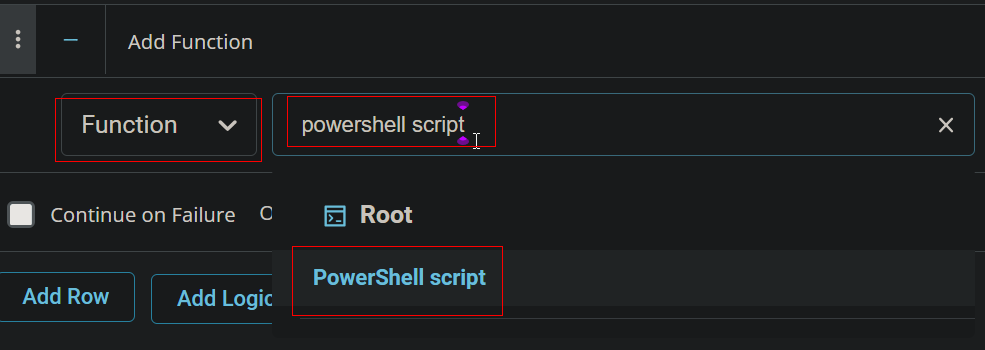 Add Function
Function powershell script
Root
Continue on Failure O
PowerShell script
Add Row Add Logic